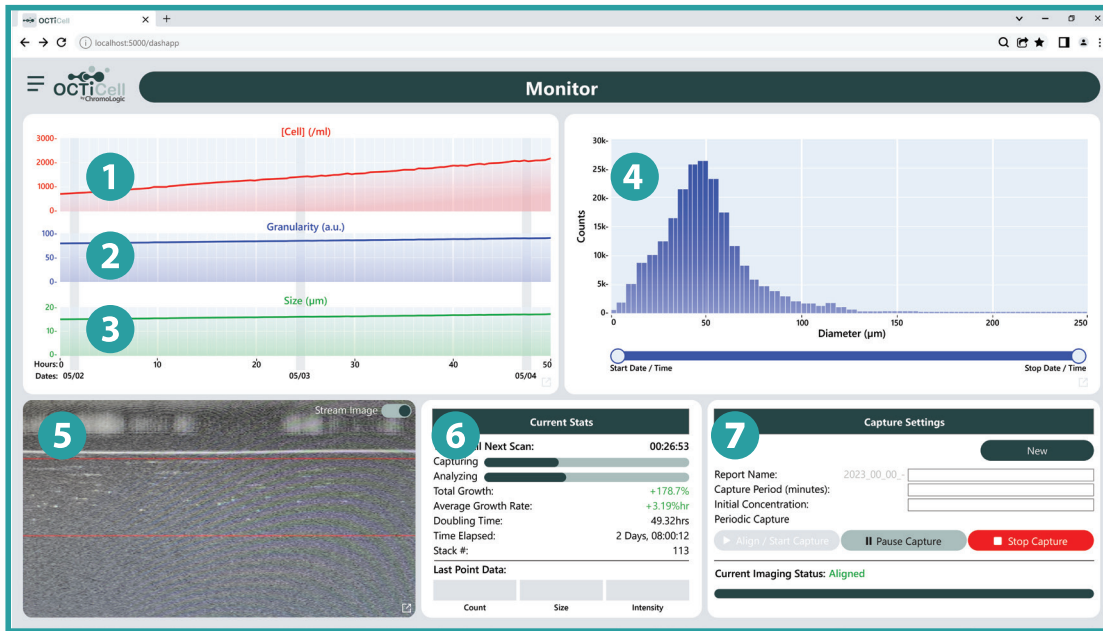 OCTiCell
localhost:5000/dashapp
OCTiCell
by ChromoLogic
Monitor
[Cell] (/ml)
3000-
2000-
1000-
0-
1
Granularity (a.u.)
100-
50-
0-
2
Size (µm)
20-
10-
0-
3
Hours: 0 10 20 30 40 50
Dates: 05/02 05/03 05/04
4
Counts
30k-
25k-
20k-
15k-
10k-
5k-
0-
0 50 100 150 200 250
Diameter (µm)
Start Date / Time Stop Date / Time
5
Stream Image
6
Current Stats
Next Scan: 00:26:53
Capturing
Analyzing
Total Growth: +178.7%
Average Growth Rate: +3.19%hr
Doubling Time: 49.32hrs
Time Elapsed: 2 Days, 08:00:12
Stack #: 113
Last Point Data:
Count Size Intensity
7
Capture Settings
New
Report Name: 2023_00_00_-
Capture Period (minutes):
Initial Concentration:
Periodic Capture
Align / Start Capture Pause Capture Stop Capture
Current Imaging Status: Aligned